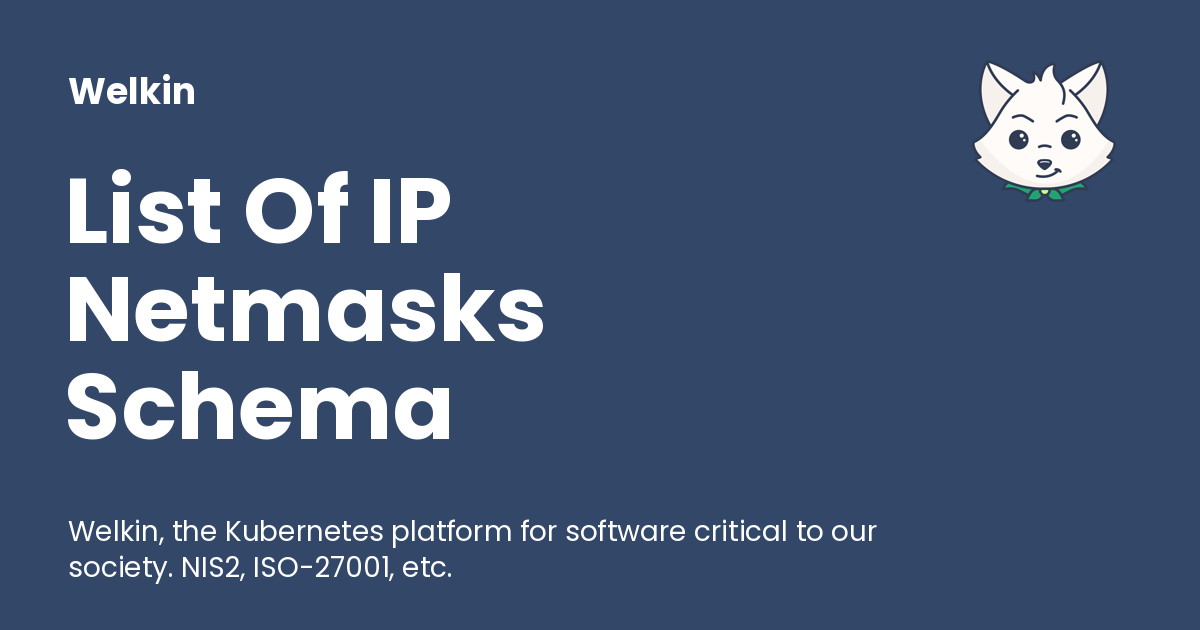 Welkin
List Of IP
Netmasks
Schema
Welkin, the Kubernetes platform for software critical to our
society. NIS2, ISO-27001, etc.